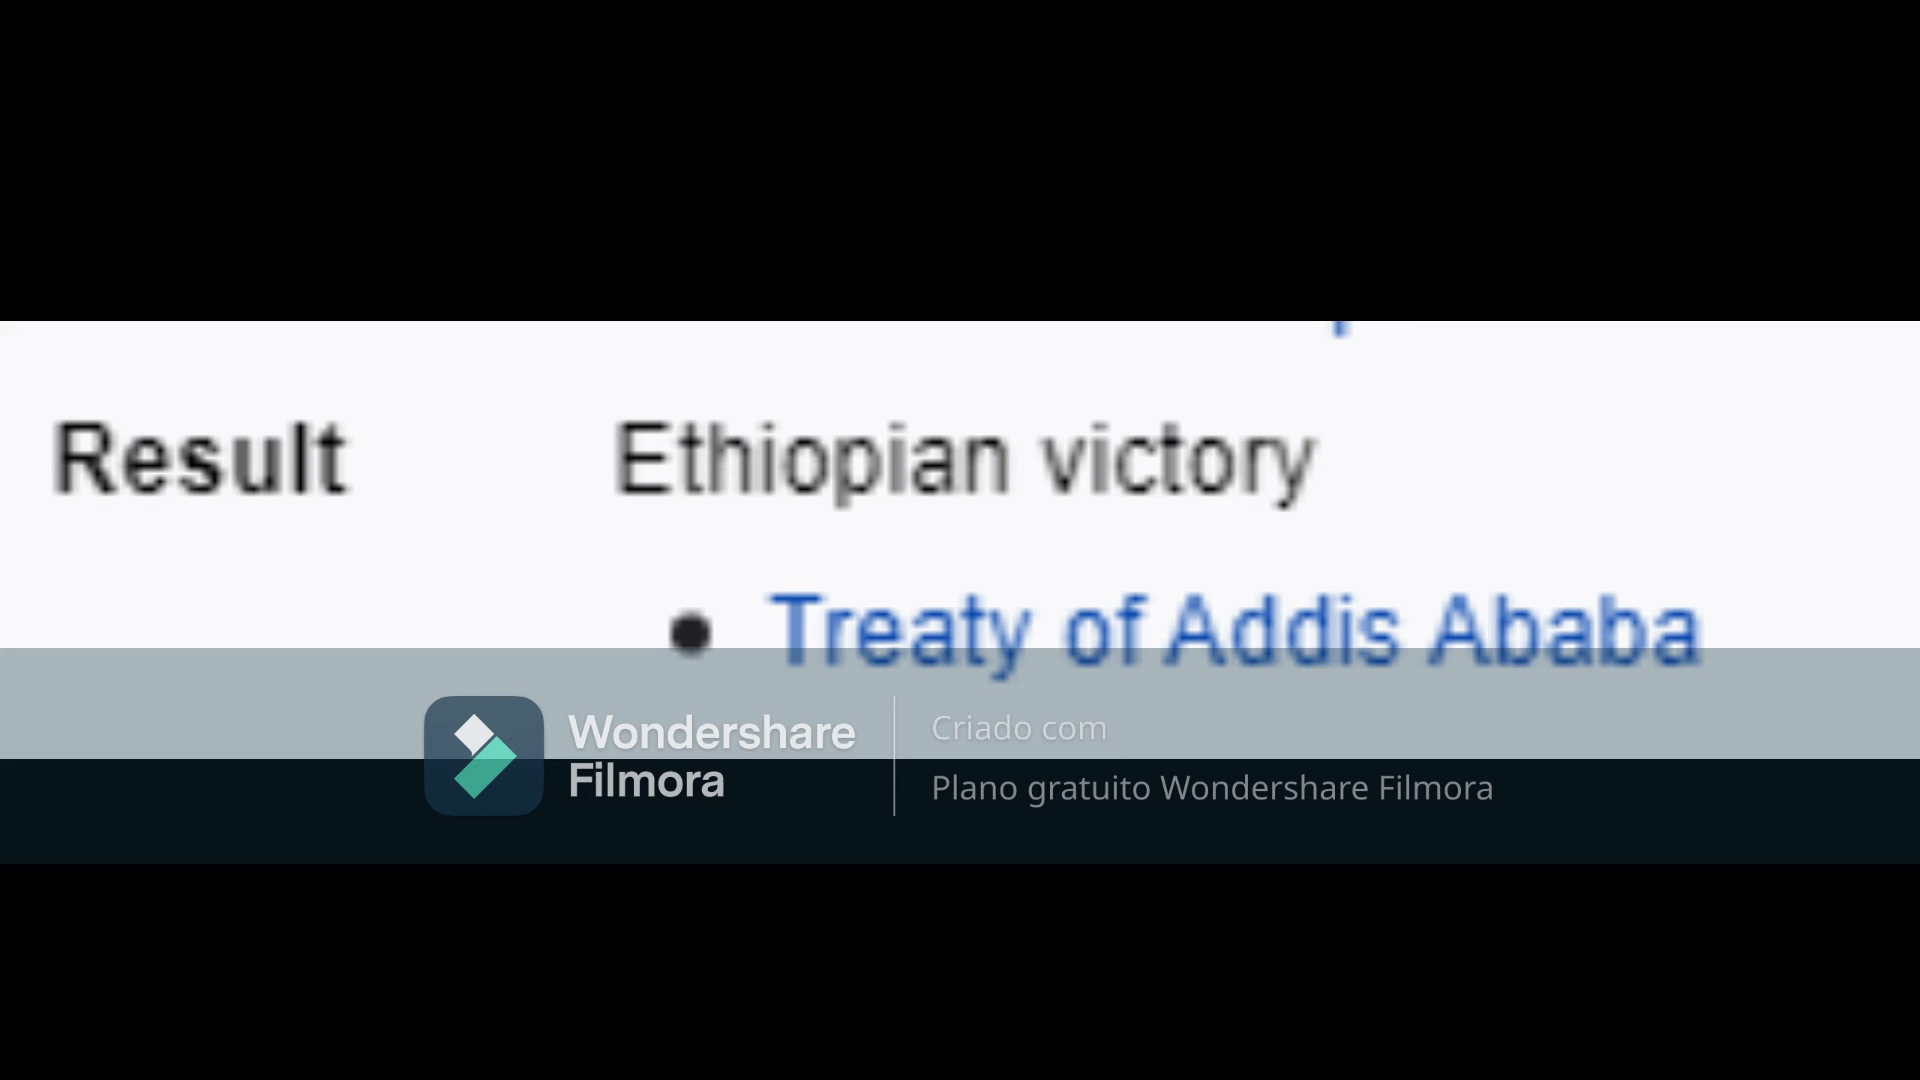 Result Ethiopian victory
• Treaty of Addis Ababa
Wondershare
Filmora
Criado com
Plano gratuito Wondershare Filmora